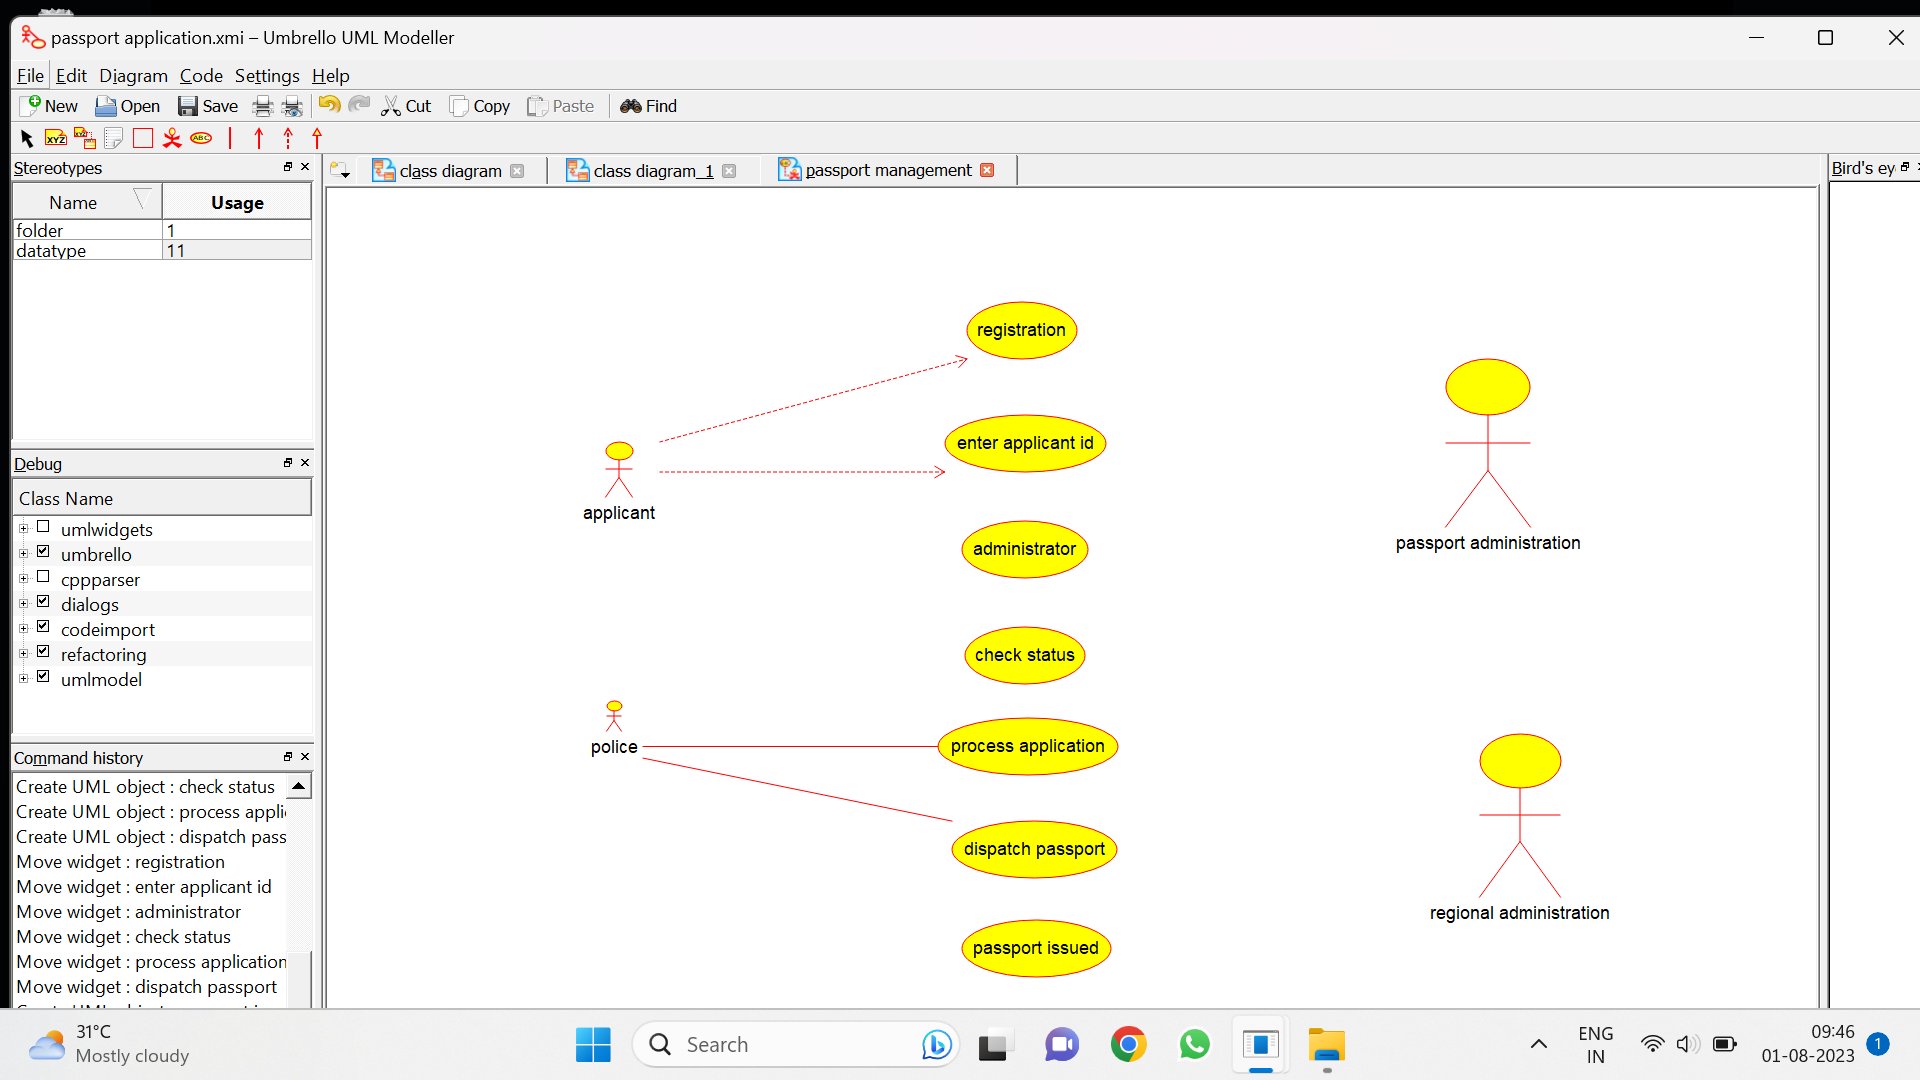 passport application.xmi – Umbrello UML Modeller
File Edit Diagram Code Settings Help
New Open Save Cut Copy Paste Find
XYZ XYZ ABC
Stereotypes
class diagram class diagram_1 passport management
Bird's ey
Name Usage
folder 1
datatype 11
registration
enter applicant id
applicant
administrator
passport administration
check status
police
process application
dispatch passport
regional administration
passport issued
Debug
Class Name
umlwidgets
umbrello
cppparser
dialogs
codeimport
refactoring
umlmodel
Command history
Create UML object : check status
Create UML object : process appli
Create UML object : dispatch pass
Move widget : registration
Move widget : enter applicant id
Move widget : administrator
Move widget : check status
Move widget : process application
Move widget : dispatch passport
31°C
Mostly cloudy
Search
ENG
IN
09:46
01-08-2023
1